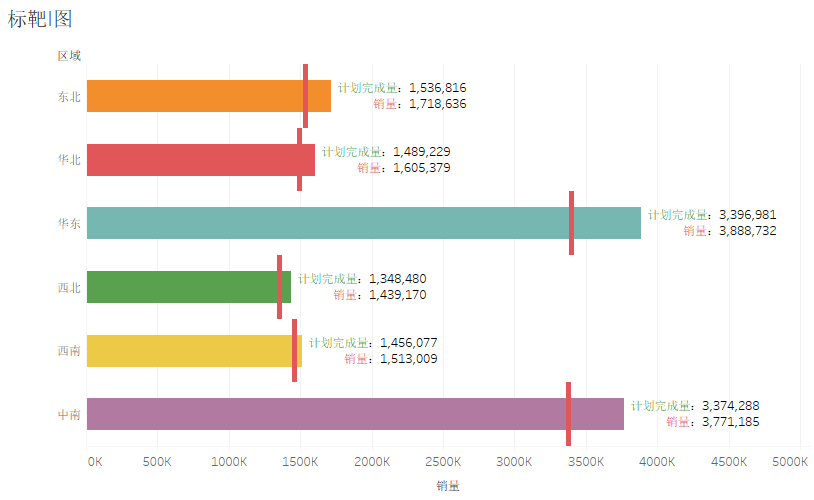 标靶图
区域
东北
计划完成量：1,536,816
销量：1,718,636
华北
计划完成量：1,489,229
销量：1,605,379
华东
计划完成量：3,396,981
销量：3,888,732
西北
计划完成量：1,348,480
销量：1,439,170
西南
计划完成量：1,456,077
销量：1,513,009
中南
计划完成量：3,374,288
销量：3,771,185
0K 500K 1000K 1500K 2000K 2500K 3000K 3500K 4000K 4500K 5000K
销量